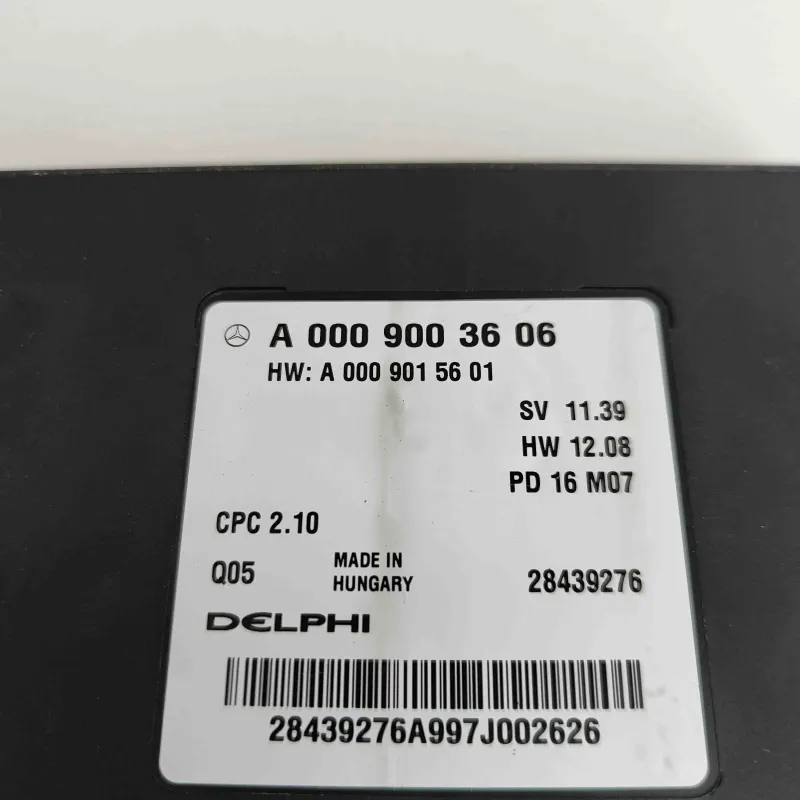 A 000 900 36 06
HW: A 000 901 56 01
SV 11.39
HW 12.08
PD 16 M07
CPC 2.10
Q05 MADE IN HUNGARY 28439276
DELPHI
28439276A997J002626